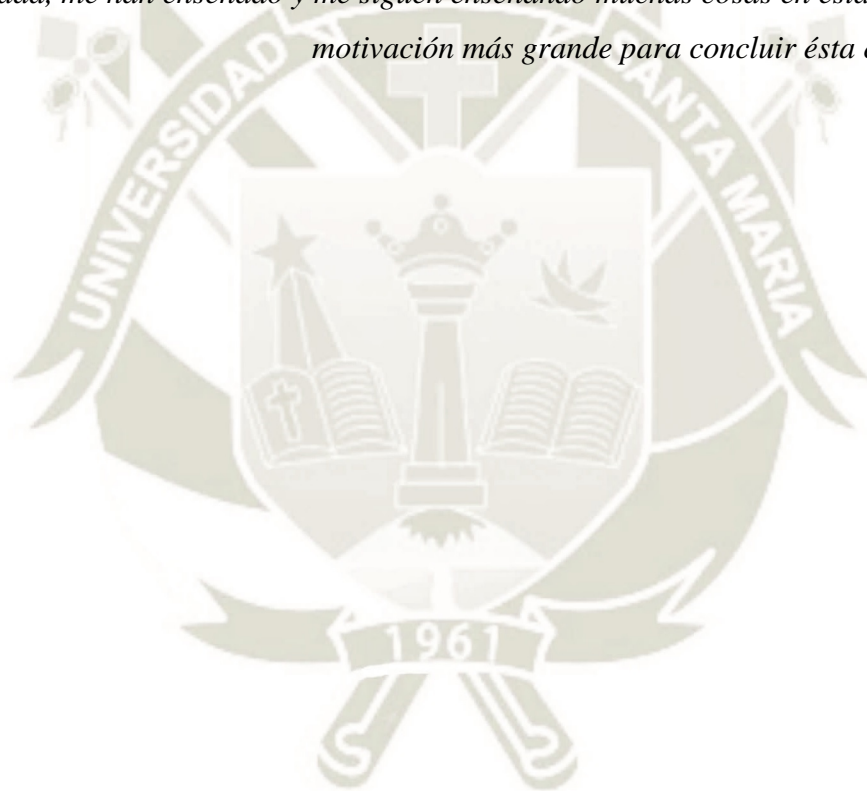 me han enseñado y me siguen enseñando muchas cosas en esta
motivación más grande para concluir ésta
UNIVERSIDAD
SANTA MARIA
1961